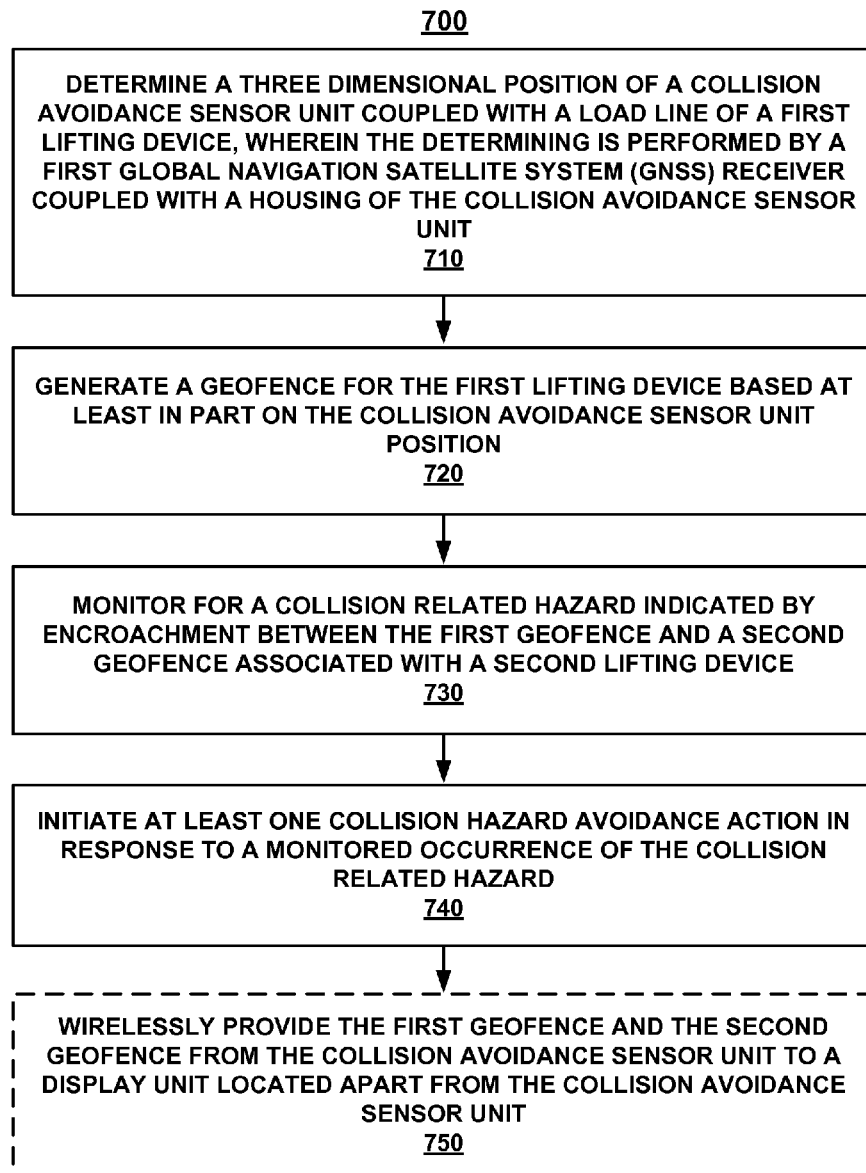 700
DETERMINE A THREE DIMENSIONAL POSITION OF A COLLISION
AVOIDANCE SENSOR UNIT COUPLED WITH A LOAD LINE OF A FIRST
LIFTING DEVICE, WHEREIN THE DETERMINING IS PERFORMED BY A
FIRST GLOBAL NAVIGATION SATELLITE SYSTEM (GNSS) RECEIVER
COUPLED WITH A HOUSING OF THE COLLISION AVOIDANCE SENSOR
UNIT
710
GENERATE A GEOFENCE FOR THE FIRST LIFTING DEVICE BASED AT
LEAST IN PART ON THE COLLISION AVOIDANCE SENSOR UNIT
POSITION
720
MONITOR FOR A COLLISION RELATED HAZARD INDICATED BY
ENCROACHMENT BETWEEN THE FIRST GEOFENCE AND A SECOND
GEOFENCE ASSOCIATED WITH A SECOND LIFTING DEVICE
730
INITIATE AT LEAST ONE COLLISION HAZARD AVOIDANCE ACTION IN
RESPONSE TO A MONITORED OCCURRENCE OF THE COLLISION
RELATED HAZARD
740
WIRELESSLY PROVIDE THE FIRST GEOFENCE AND THE SECOND
GEOFENCE FROM THE COLLISION AVOIDANCE SENSOR UNIT TO A
DISPLAY UNIT LOCATED APART FROM THE COLLISION AVOIDANCE
SENSOR UNIT
750